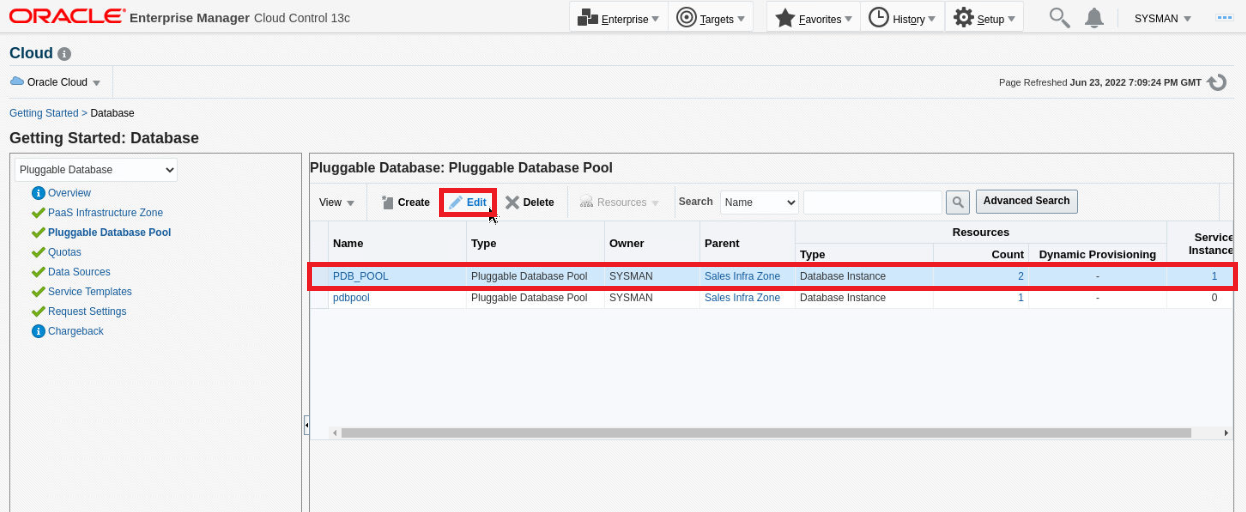 ORACLE Enterprise Manager Cloud Control 13c Enterprise Targets Favorites History Setup SYSMAN
Cloud
Oracle Cloud Page Refreshed Jun 23, 2022 7:09:24 PM GMT
Getting Started > Database
Getting Started: Database
Pluggable Database
Overview
PaaS Infrastructure Zone
Pluggable Database Pool
Quotas
Data Sources
Service Templates
Request Settings
Chargeback
Pluggable Database: Pluggable Database Pool
View Create Edit Delete Resources Search Name Advanced Search
Name Type Owner Parent Resources Service Instance
Type Count Dynamic Provisioning
PDB_POOL Pluggable Database Pool SYSMAN Sales Infra Zone Database Instance 2 - 1
pdbpool Pluggable Database Pool SYSMAN Sales Infra Zone Database Instance 1 - 0